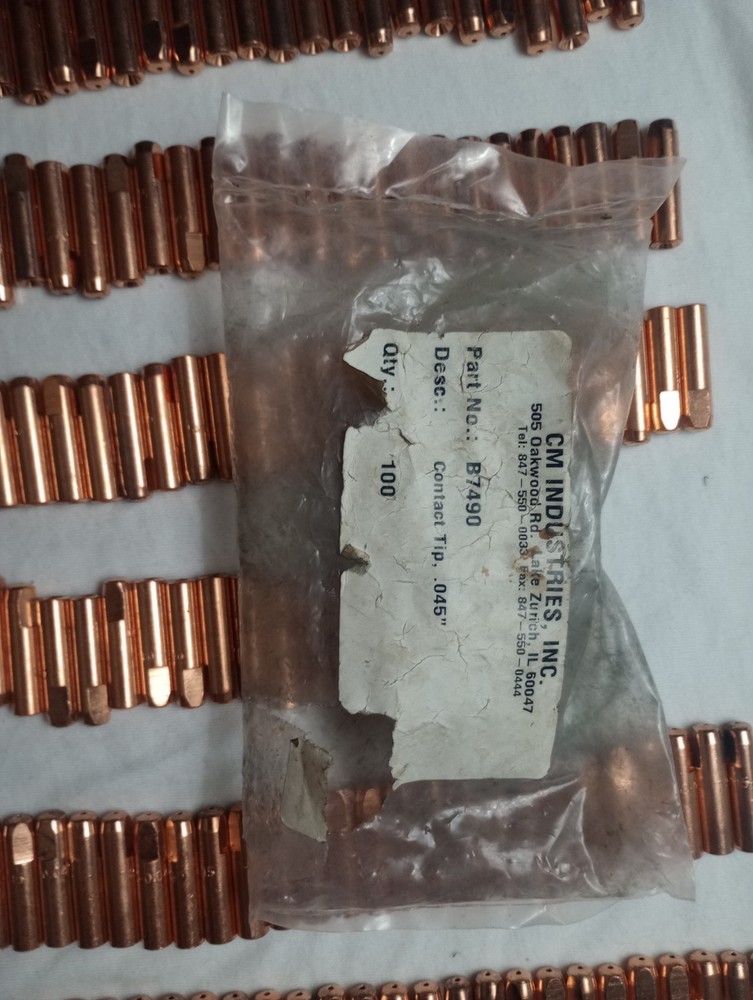 CM INDUSTRIES, INC.
505 Oakwood Rd. Lake Zurich, IL 60047
Tel: 847-550-0033 Fax: 847-550-0444
Part No.: B7490
Desc.: Contact Tip, .045"
Qty.: 100